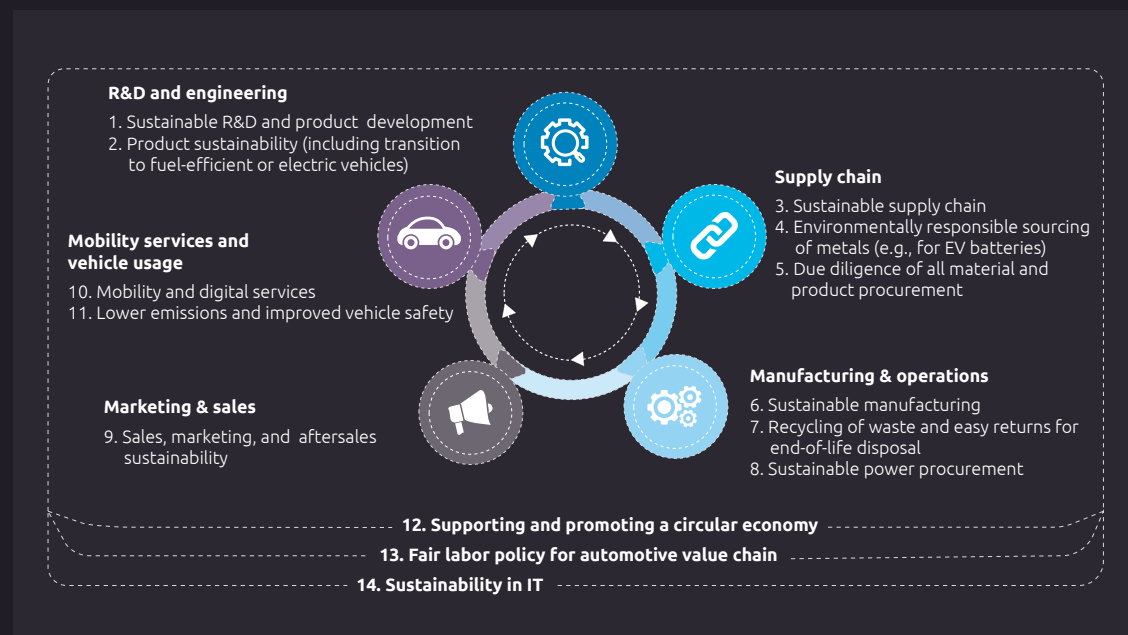 R&D and engineering
1. Sustainable R&D and product development
2. Product sustainability (including transition
to fuel-efficient or electric vehicles)
Supply chain
3. Sustainable supply chain
4. Environmentally responsible sourcing
of metals (e.g., for EV batteries)
5. Due diligence of all material and
product procurement
Manufacturing & operations
6. Sustainable manufacturing
7. Recycling of waste and easy returns for
end-of-life disposal
8. Sustainable power procurement
Marketing & sales
9. Sales, marketing, and aftersales
sustainability
Mobility services and
vehicle usage
10. Mobility and digital services
11. Lower emissions and improved vehicle safety
12. Supporting and promoting a circular economy
13. Fair labor policy for automotive value chain
14. Sustainability in IT